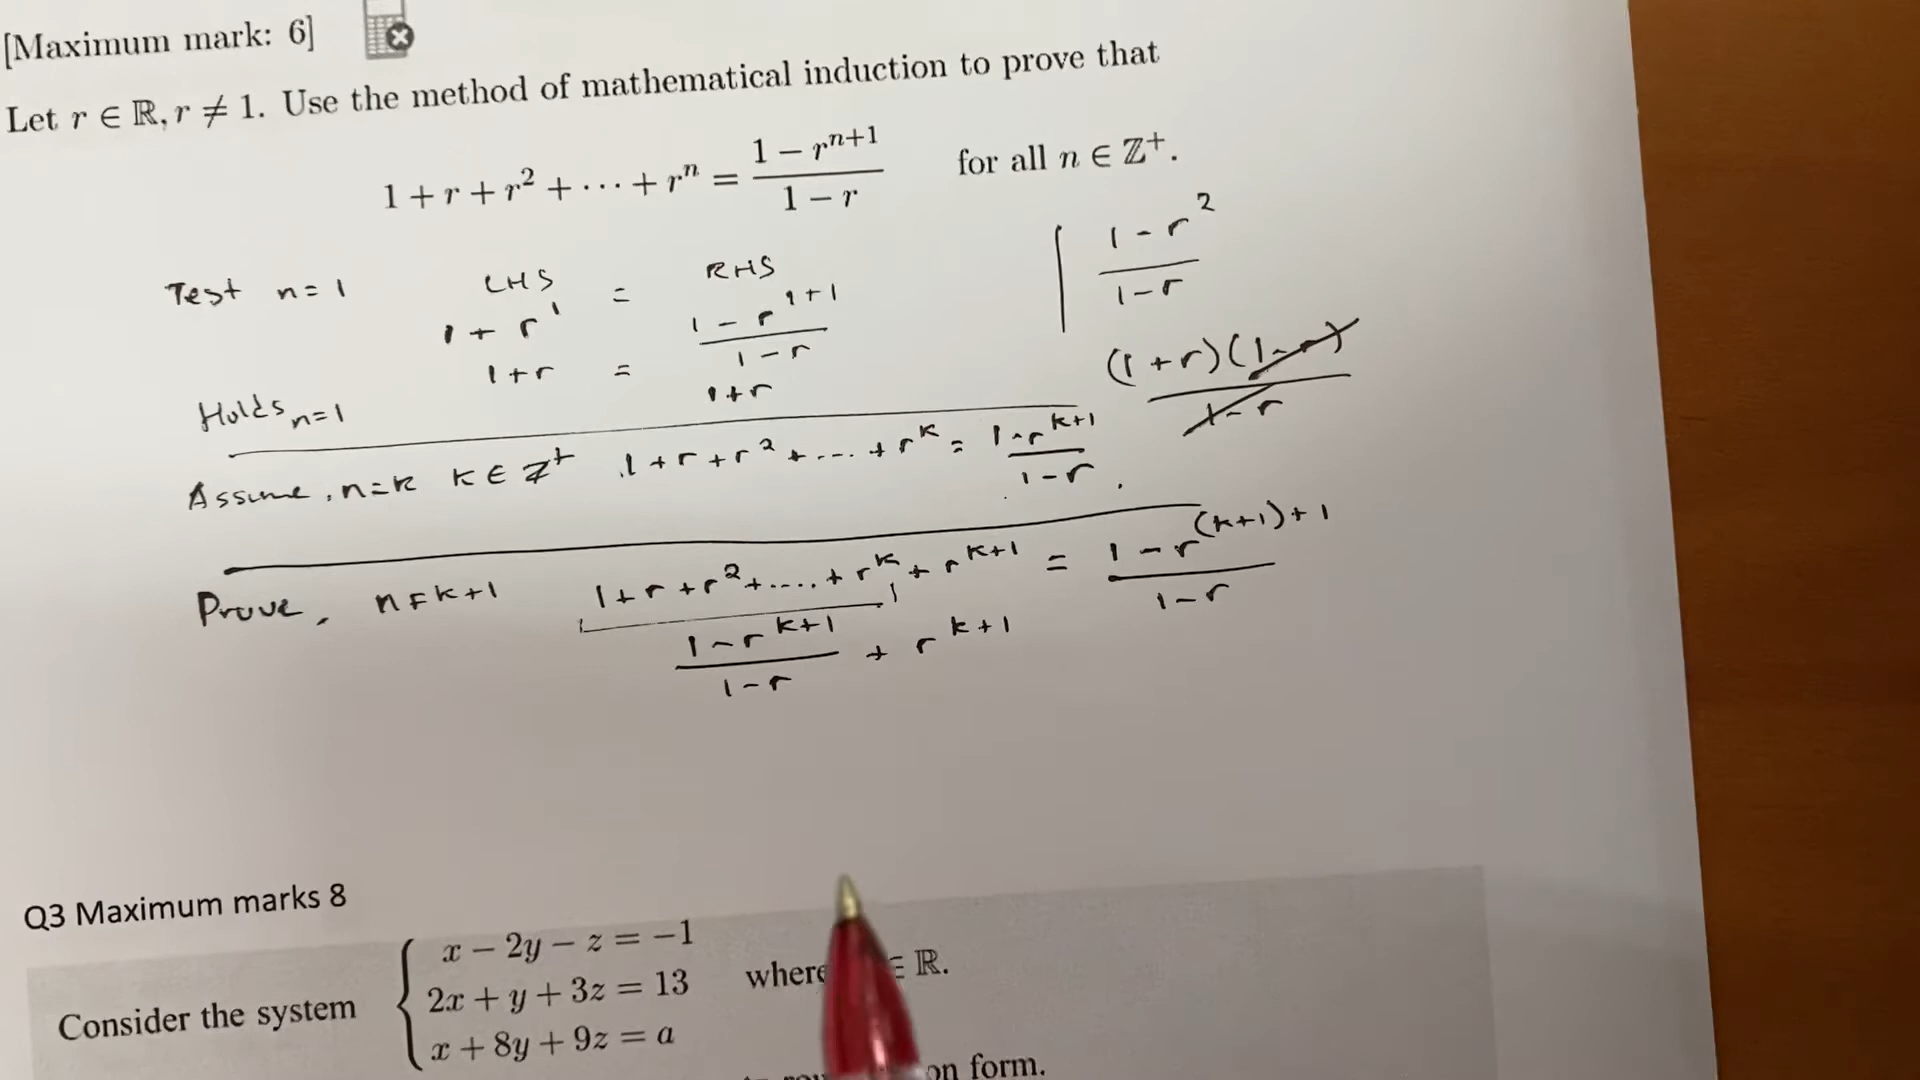 [Maximum mark: 6]
Let r ∈ ℝ, r ≠ 1. Use the method of mathematical induction to prove that
1 + r + r² + ⋯ + rⁿ = (1 − rⁿ⁺¹)/(1 − r) for all n ∈ ℤ⁺.
Test n = 1 LHS = RHS
1 + r¹ (1 − r¹⁺¹)/(1 − r)
1 + r = 1 + r
Holds n=1
(1 − r²)/(1 − r)
(1 + r)(1 − r)/(1 − r)
Assume, n = k k ∈ ℤ⁺ 1 + r + r² + .... + rᵏ = (1 − rᵏ⁺¹)/(1 − r)
Prove, n = k+1 1 + r + r² + .... + rᵏ + rᵏ⁺¹ = (1 − r⁽ᵏ⁺¹⁾⁺¹)/(1 − r)
(1 − rᵏ⁺¹)/(1 − r) + rᵏ⁺¹
Q3 Maximum marks 8
Consider the system
x − 2y − z = −1
2x + y + 3z = 13
x + 8y + 9z = a
where ∈ ℝ.
on form.